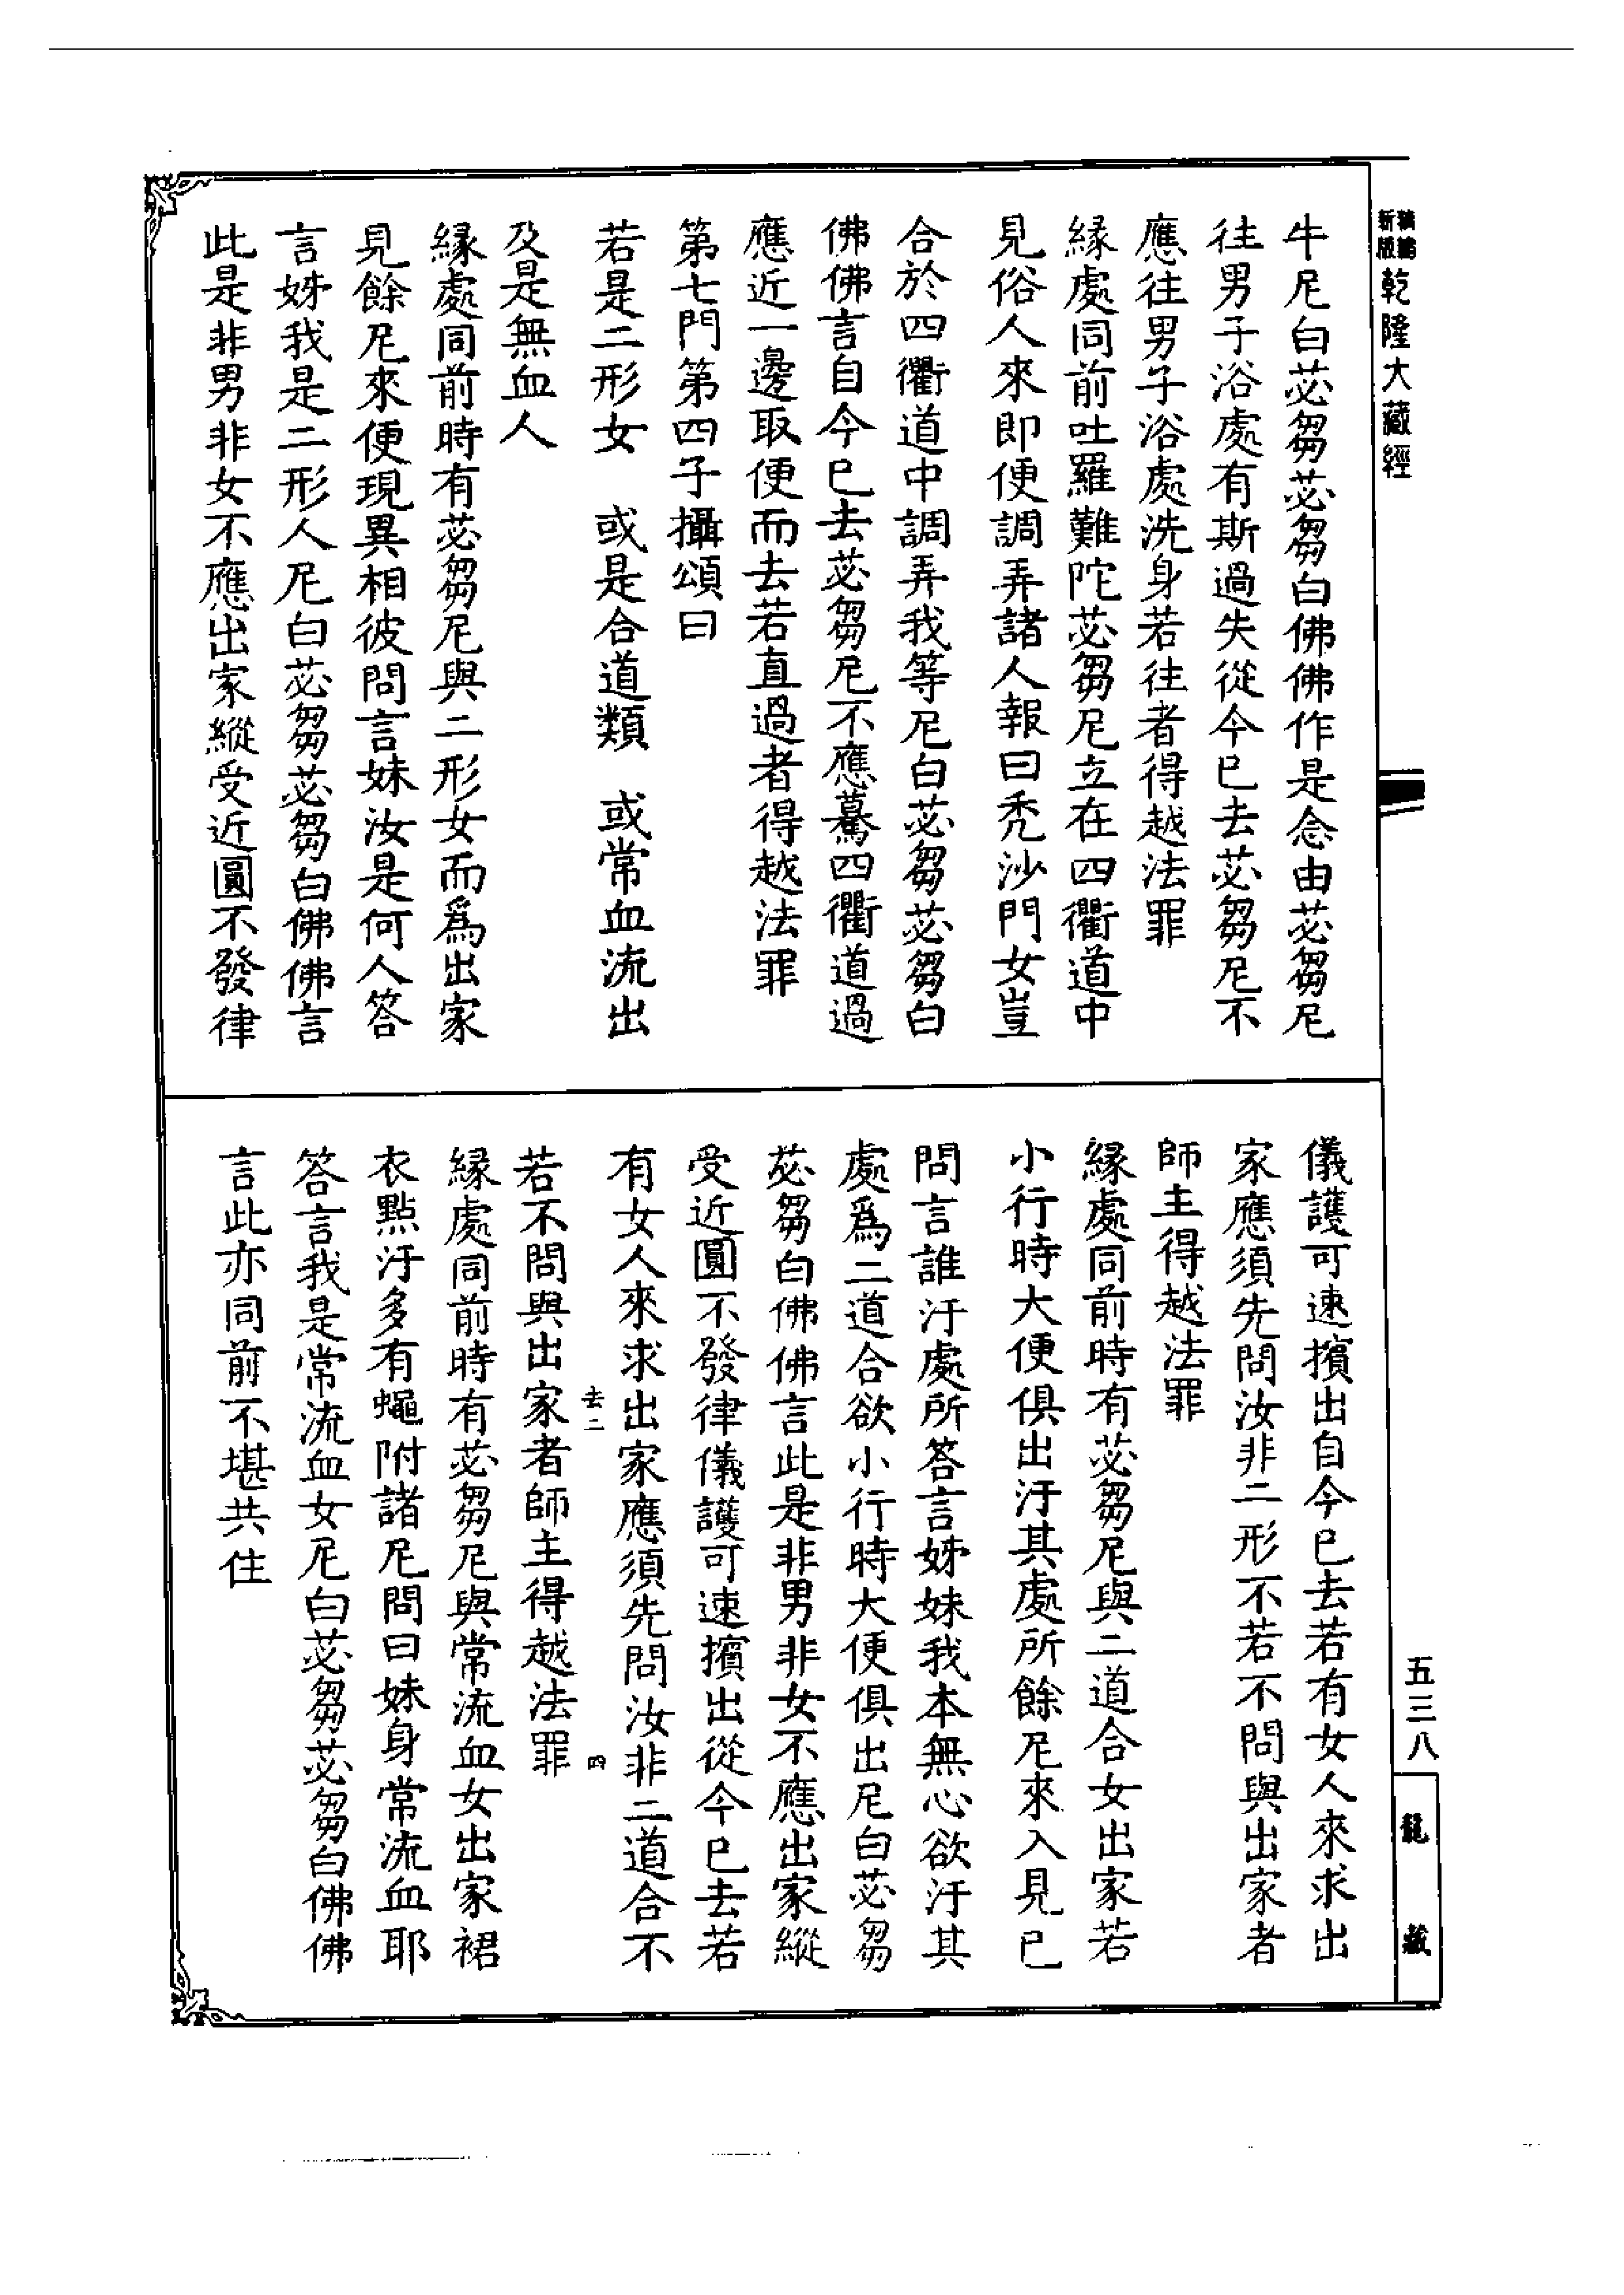 新編縮版乾隆大藏經
牛尼白苾芻苾芻白佛佛作是念由苾芻尼
往男子浴處有斯過失從今已去苾芻尼不
應往男子浴處洗身若往者得越法罪
緣處同前吐羅難陀苾芻尼立在四衢道中
見俗人來即便調弄諸人報曰禿沙門女豈
合於四衢道中調弄我等尼白苾芻苾芻白
佛佛言自今已去苾芻尼不應驀四衢道過
應近一邊取便而去若直過者得越法罪
第七門第四子攝頌曰
若是二形女　或是合道類　或常血流出
及是無血人
緣處同前時有苾芻尼與二形女而爲出家
見餘尼來便現異相彼問言妹汝是何人答
言姊我是二形人尼白苾芻苾芻白佛佛言
此是非男非女不應出家縱受近圓不發律
儀護可速擯出自今已去若有女人來求出
家應須先問汝非二形不若不問與出家者
師主得越法罪
緣處同前時有苾芻尼與二道合女出家若
小行時大便俱出汙其處所餘尼來入見已
問言誰汙處所答言姊妹我本無心欲汙其
處爲二道合欲小行時大便俱出尼白苾芻
苾芻白佛佛言此是非男非女不應出家縱
受近圓不發律儀護可速擯出從今已去若
有女人來求出家應須先問汝非二道合不
去二　四
若不問與出家者師主得越法罪
緣處同前時有苾芻尼與常流血女出家裙
衣點汙多有蠅附諸尼問曰妹身常流血耶
答言我是常流血女尼白苾芻苾芻白佛佛
言此亦同前不堪共住
五三八
龍藏